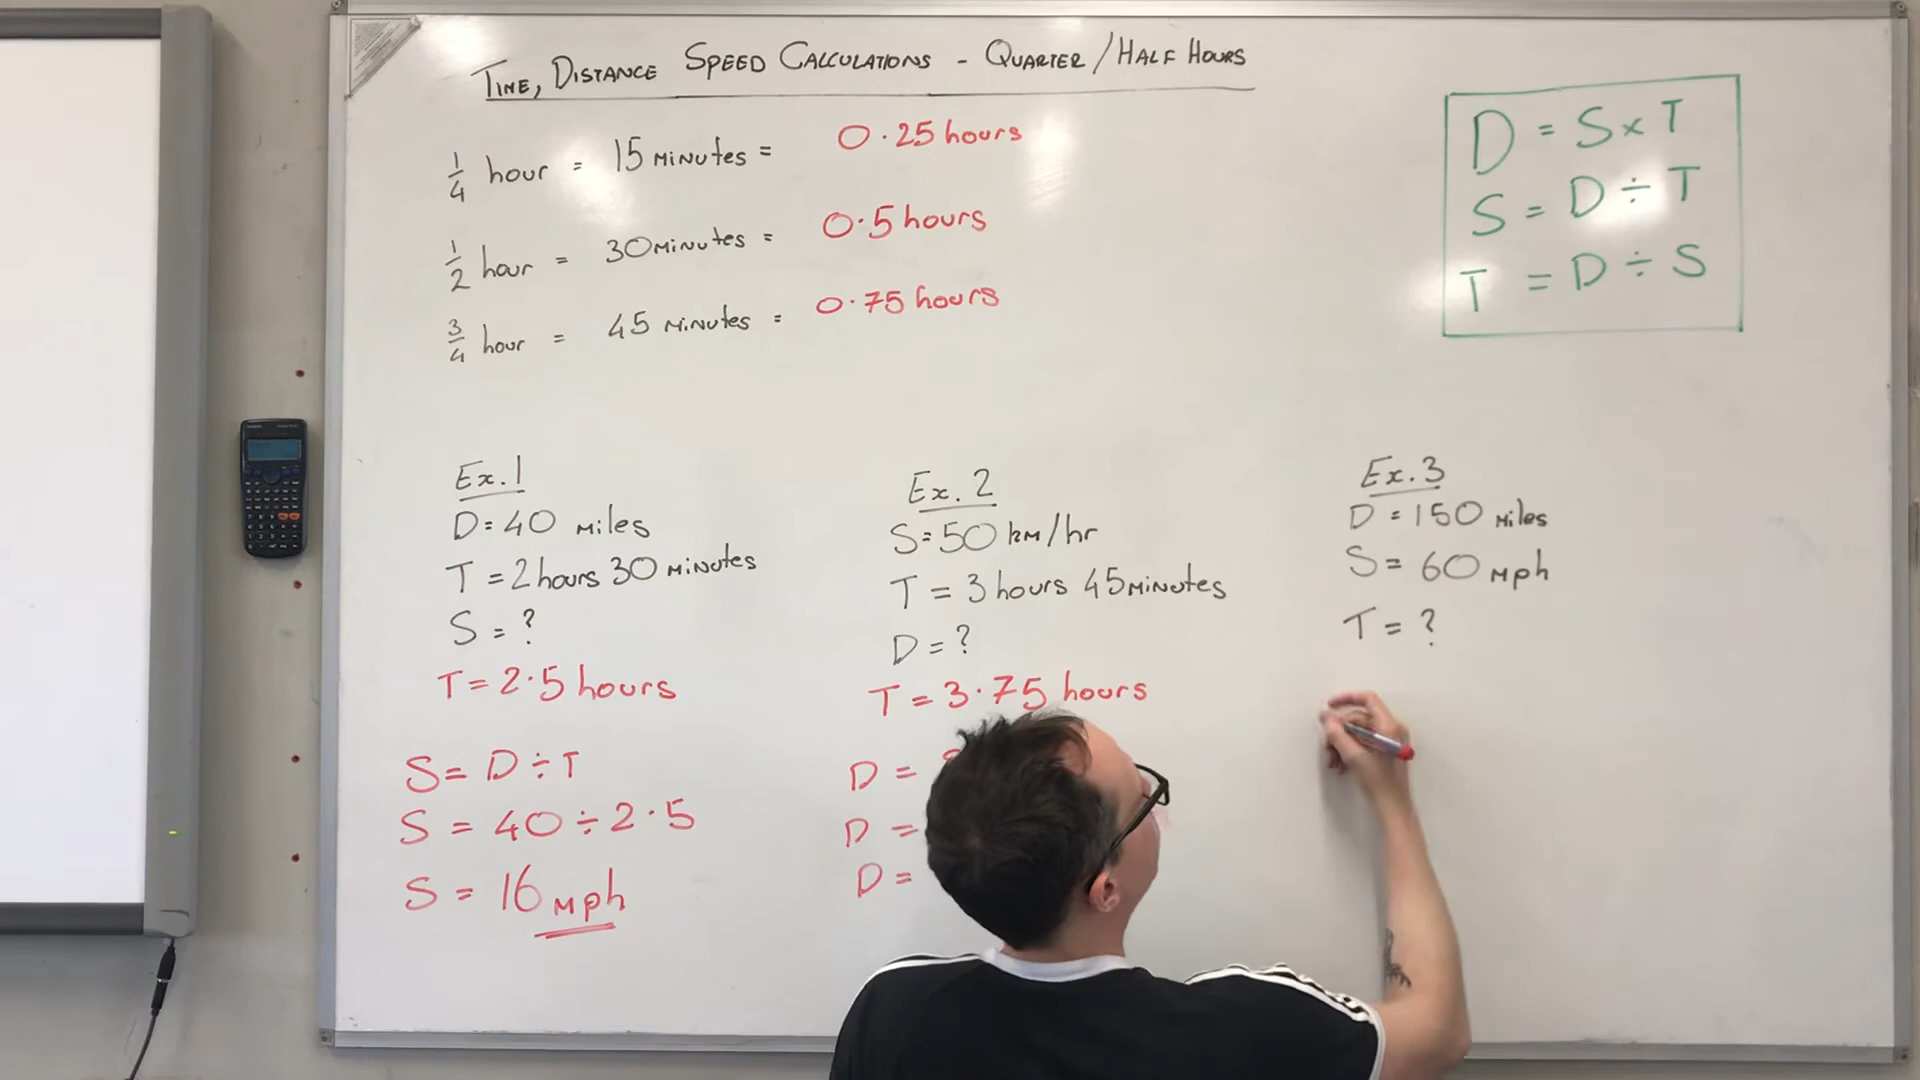 TIME, DISTANCE SPEED CALCULATIONS - QUARTER/HALF HOURS
1/4 hour = 15 MINUTES = 0.25 hours
1/2 hour = 30 MINUTES = 0.5 hours
3/4 hour = 45 MINUTES = 0.75 hours
D = S x T
S = D ÷ T
T = D ÷ S
Ex. 1
D = 40 Miles
T = 2 hours 30 MINUTES
S = ?
T = 2.5 hours
S = D ÷ T
S = 40 ÷ 2.5
S = 16 mph
Ex. 2
S = 50 km/hr
T = 3 hours 45 MINUTES
D = ?
T = 3.75 hours
D =
D =
D =
Ex. 3
D = 150 Miles
S = 60 mph
T = ?